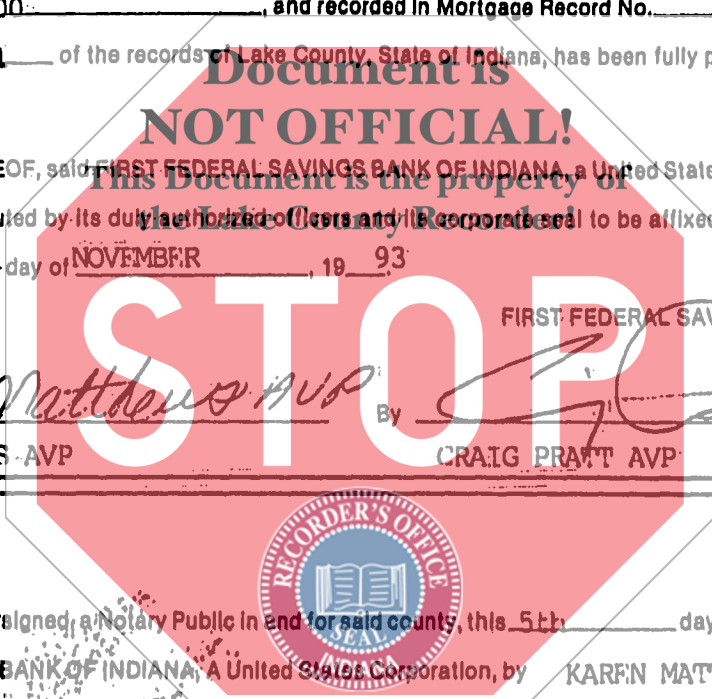 00 , and recorded in Mortgage Record No.
of the records of Lake County, State of Indiana, has been fully p
Document is
NOT OFFICIAL!
EOF, said FIRST FEDERAL SAVINGS BANK OF INDIANA, a United State
This Document is the property of
ted by its duly authorized officers and its corporate seal to be affixed
the Lake County Recorder!
day of NOVEMBER , 19 93
STOP
FIRST FEDERAL SAV
Matthews AVP By
S AVP CRAIG PRATT AVP
RECORDER'S OFFICE
signed, a Notary Public in and for said county, this 5th day
SEAL
BANK OF INDIANA, A United States Corporation, by KAREN MAT